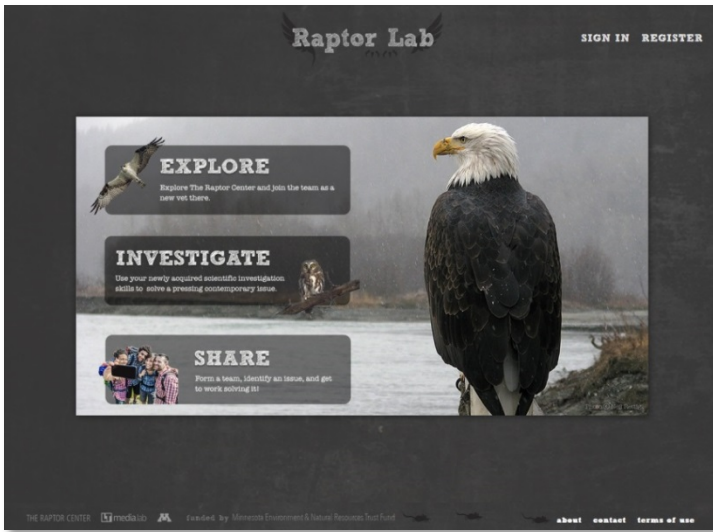 Raptor Lab
SIGN IN REGISTER
EXPLORE
Explore The Raptor Center and join the team as a
new vet there.
INVESTIGATE
Use your newly acquired scientific investigation
skills to solve a pressing contemporary issue.
SHARE
Form a team, identify an issue, and get
to work solving it!
THE RAPTOR CENTER LT media lab M funded by Minnesota Environment & Natural Resources Trust Fund
about contact terms of use